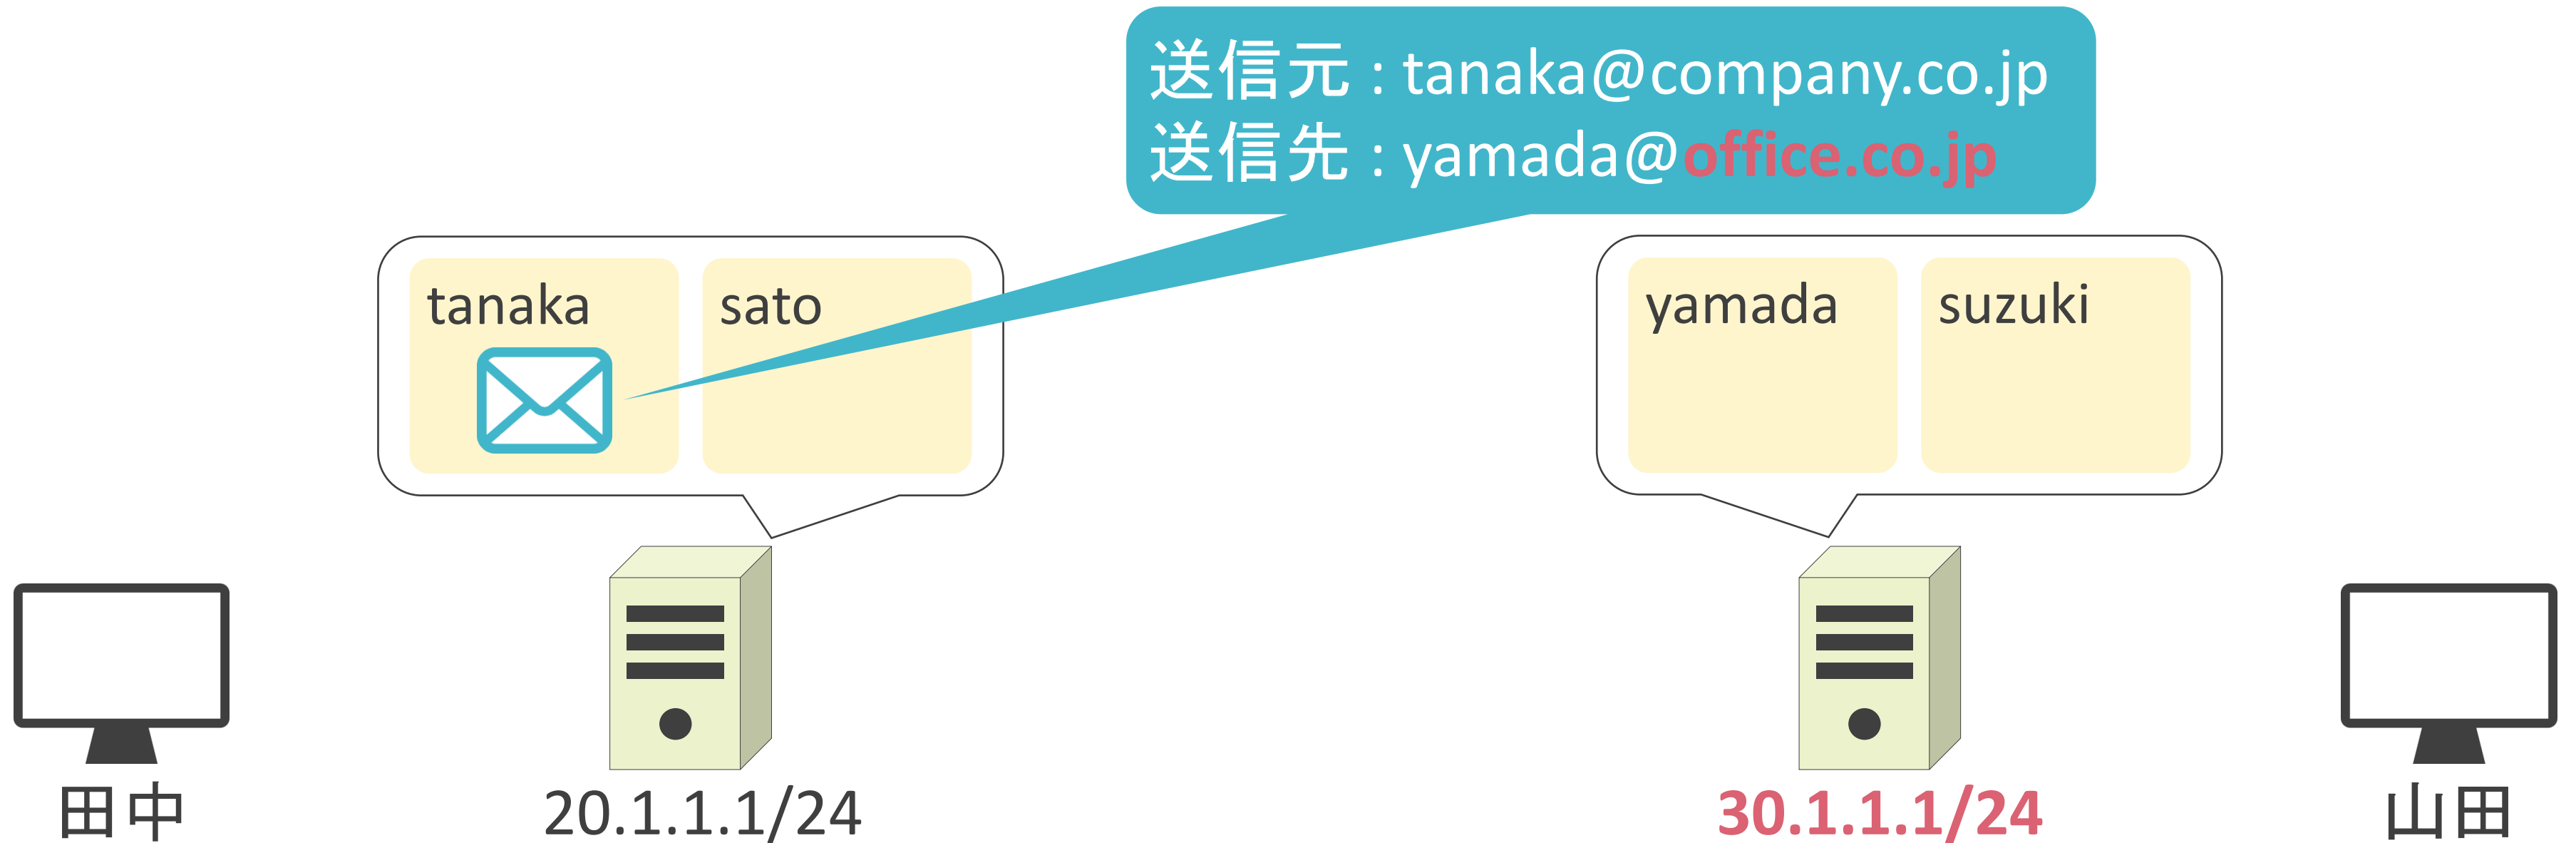 送信元 : tanaka@company.co.jp
送信先 : yamada@office.co.jp
tanaka
sato
yamada
suzuki
田中
20.1.1.1/24
30.1.1.1/24
山田